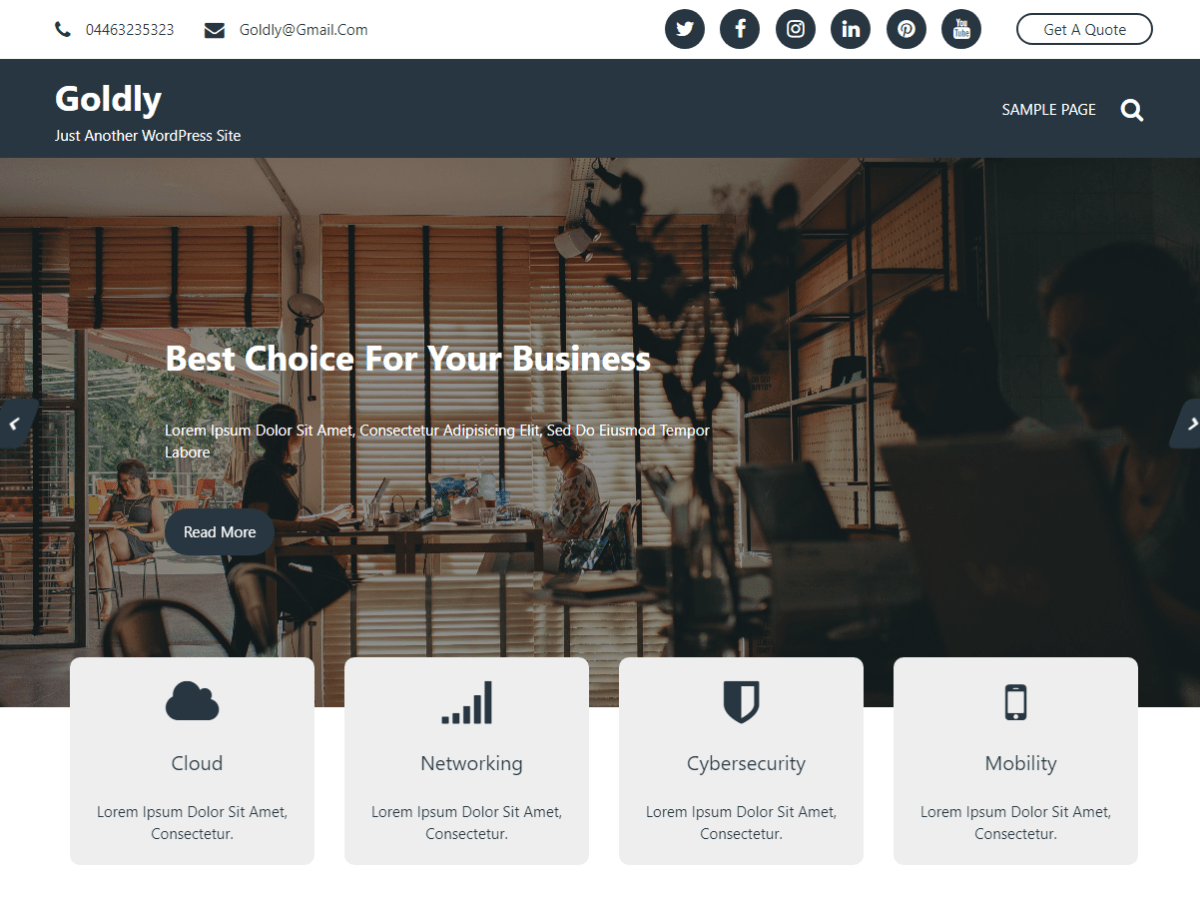 04463235323
Goldly@Gmail.Com
You
Tube
Get A Quote
Goldly
Just Another WordPress Site
SAMPLE PAGE
Best Choice For Your Business
Lorem Ipsum Dolor Sit Amet, Consectetur Adipisicing Elit, Sed Do Eiusmod Tempor
Labore
Read More
Cloud
Networking
Cybersecurity
Mobility
Lorem Ipsum Dolor Sit Amet,
Consectetur.
Lorem Ipsum Dolor Sit Amet,
Consectetur.
Lorem Ipsum Dolor Sit Amet,
Consectetur.
Lorem Ipsum Dolor Sit Amet,
Consectetur.